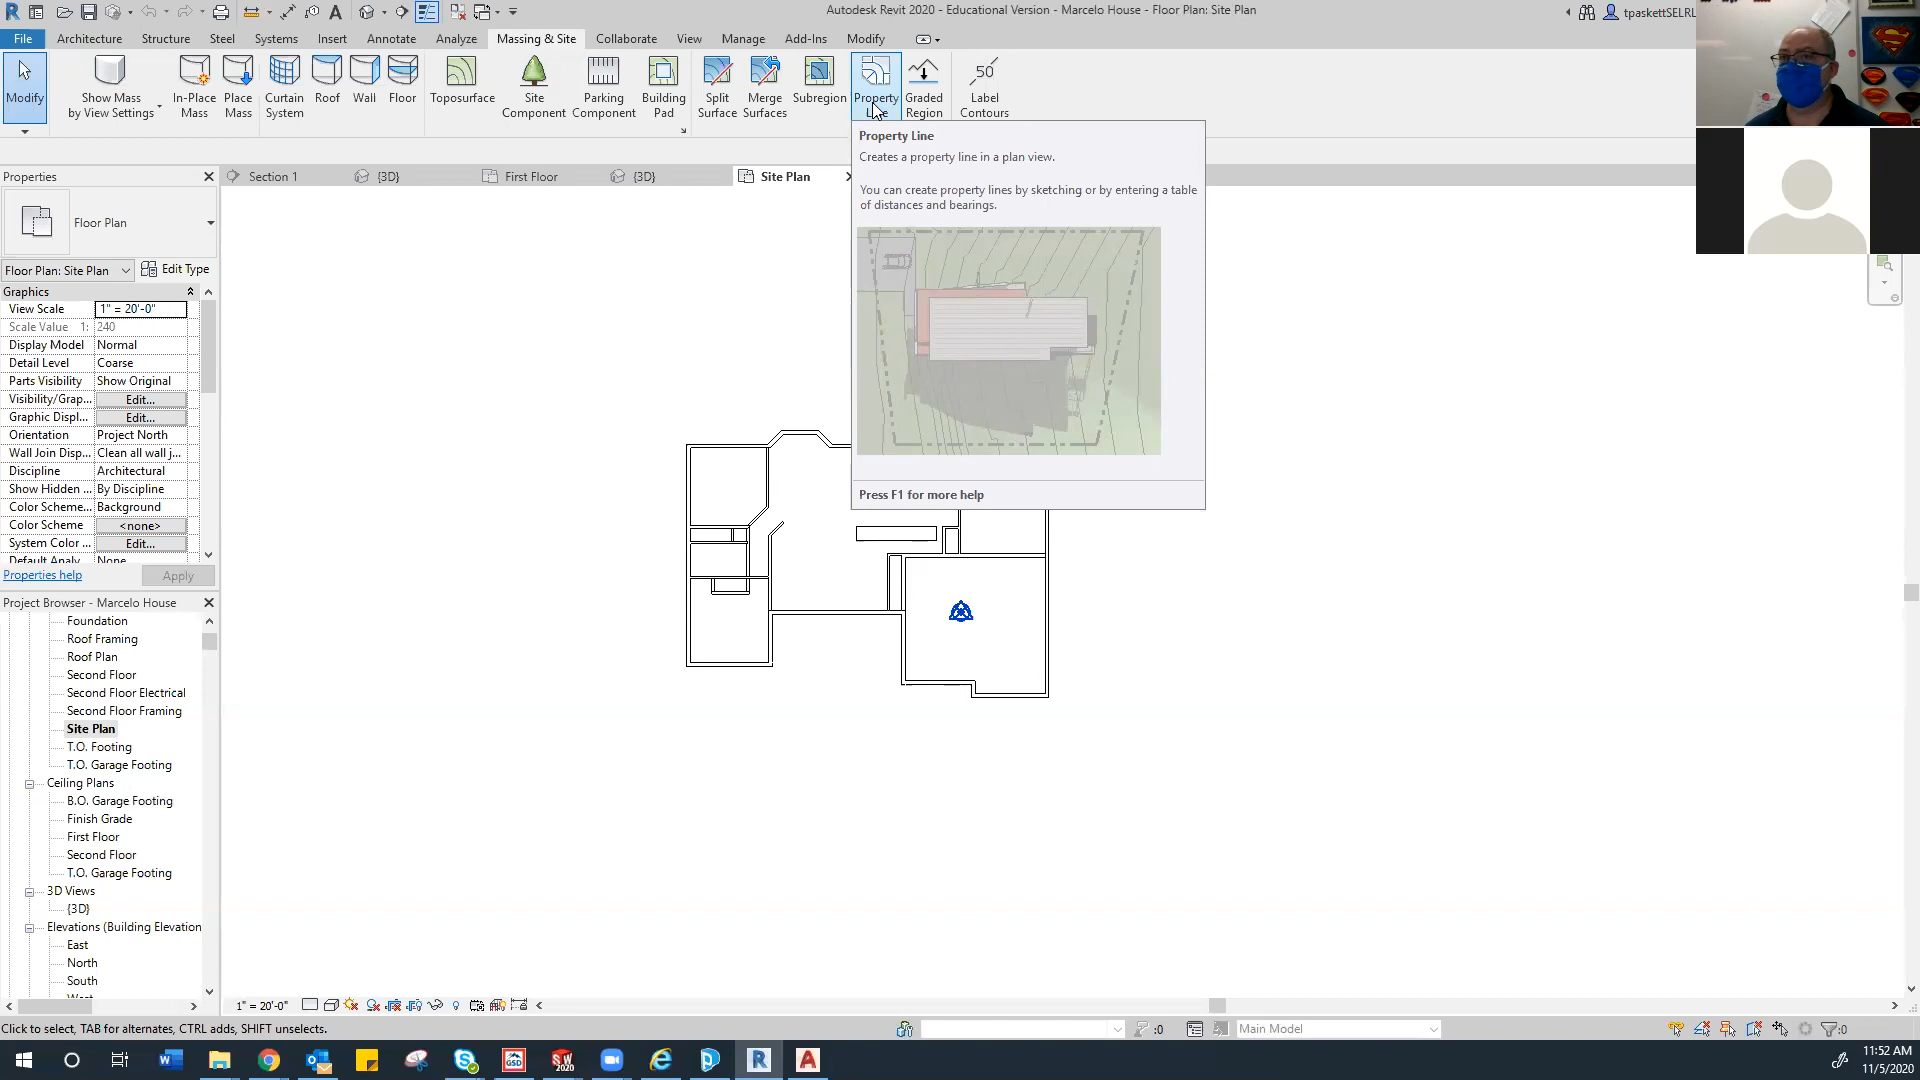 Autodesk Revit 2020 - Educational Version - Marcelo House - Floor Plan: Site Plan
tpaskettSELRL
File
Architecture
Structure
Steel
Systems
Insert
Annotate
Analyze
Massing & Site
Collaborate
View
Manage
Add-Ins
Modify
Modify
Show Mass
by View Settings
In-Place
Mass
Place
Mass
Curtain
System
Roof
Wall
Floor
Toposurface
Site
Component
Parking
Component
Building
Pad
Split
Surface
Merge
Surfaces
Subregion
Property
Line
Graded
Region
50
Label
Contours
Property Line
Creates a property line in a plan view.
You can create property lines by sketching or by entering a table
of distances and bearings.
Press F1 for more help
Properties
Section 1
{3D}
First Floor
{3D}
Site Plan
Floor Plan
Floor Plan: Site Plan
Edit Type
Graphics
View Scale 1" = 20'-0"
Scale Value 1: 240
Display Model Normal
Detail Level Coarse
Parts Visibility Show Original
Visibility/Grap... Edit...
Graphic Displ... Edit...
Orientation Project North
Wall Join Disp... Clean all wall j...
Discipline Architectural
Show Hidden ... By Discipline
Color Scheme... Background
Color Scheme <none>
System Color ... Edit...
Default Analy... None
Properties help
Apply
Project Browser - Marcelo House
Foundation
Roof Framing
Roof Plan
Second Floor
Second Floor Electrical
Second Floor Framing
Site Plan
T.O. Footing
T.O. Garage Footing
Ceiling Plans
B.O. Garage Footing
Finish Grade
First Floor
Second Floor
T.O. Garage Footing
3D Views
{3D}
Elevations (Building Elevation
East
North
South
West
1" = 20'-0"
Click to select, TAB for alternates, CTRL adds, SHIFT unselects.
:0
Main Model
:0
11:52 AM
11/5/2020